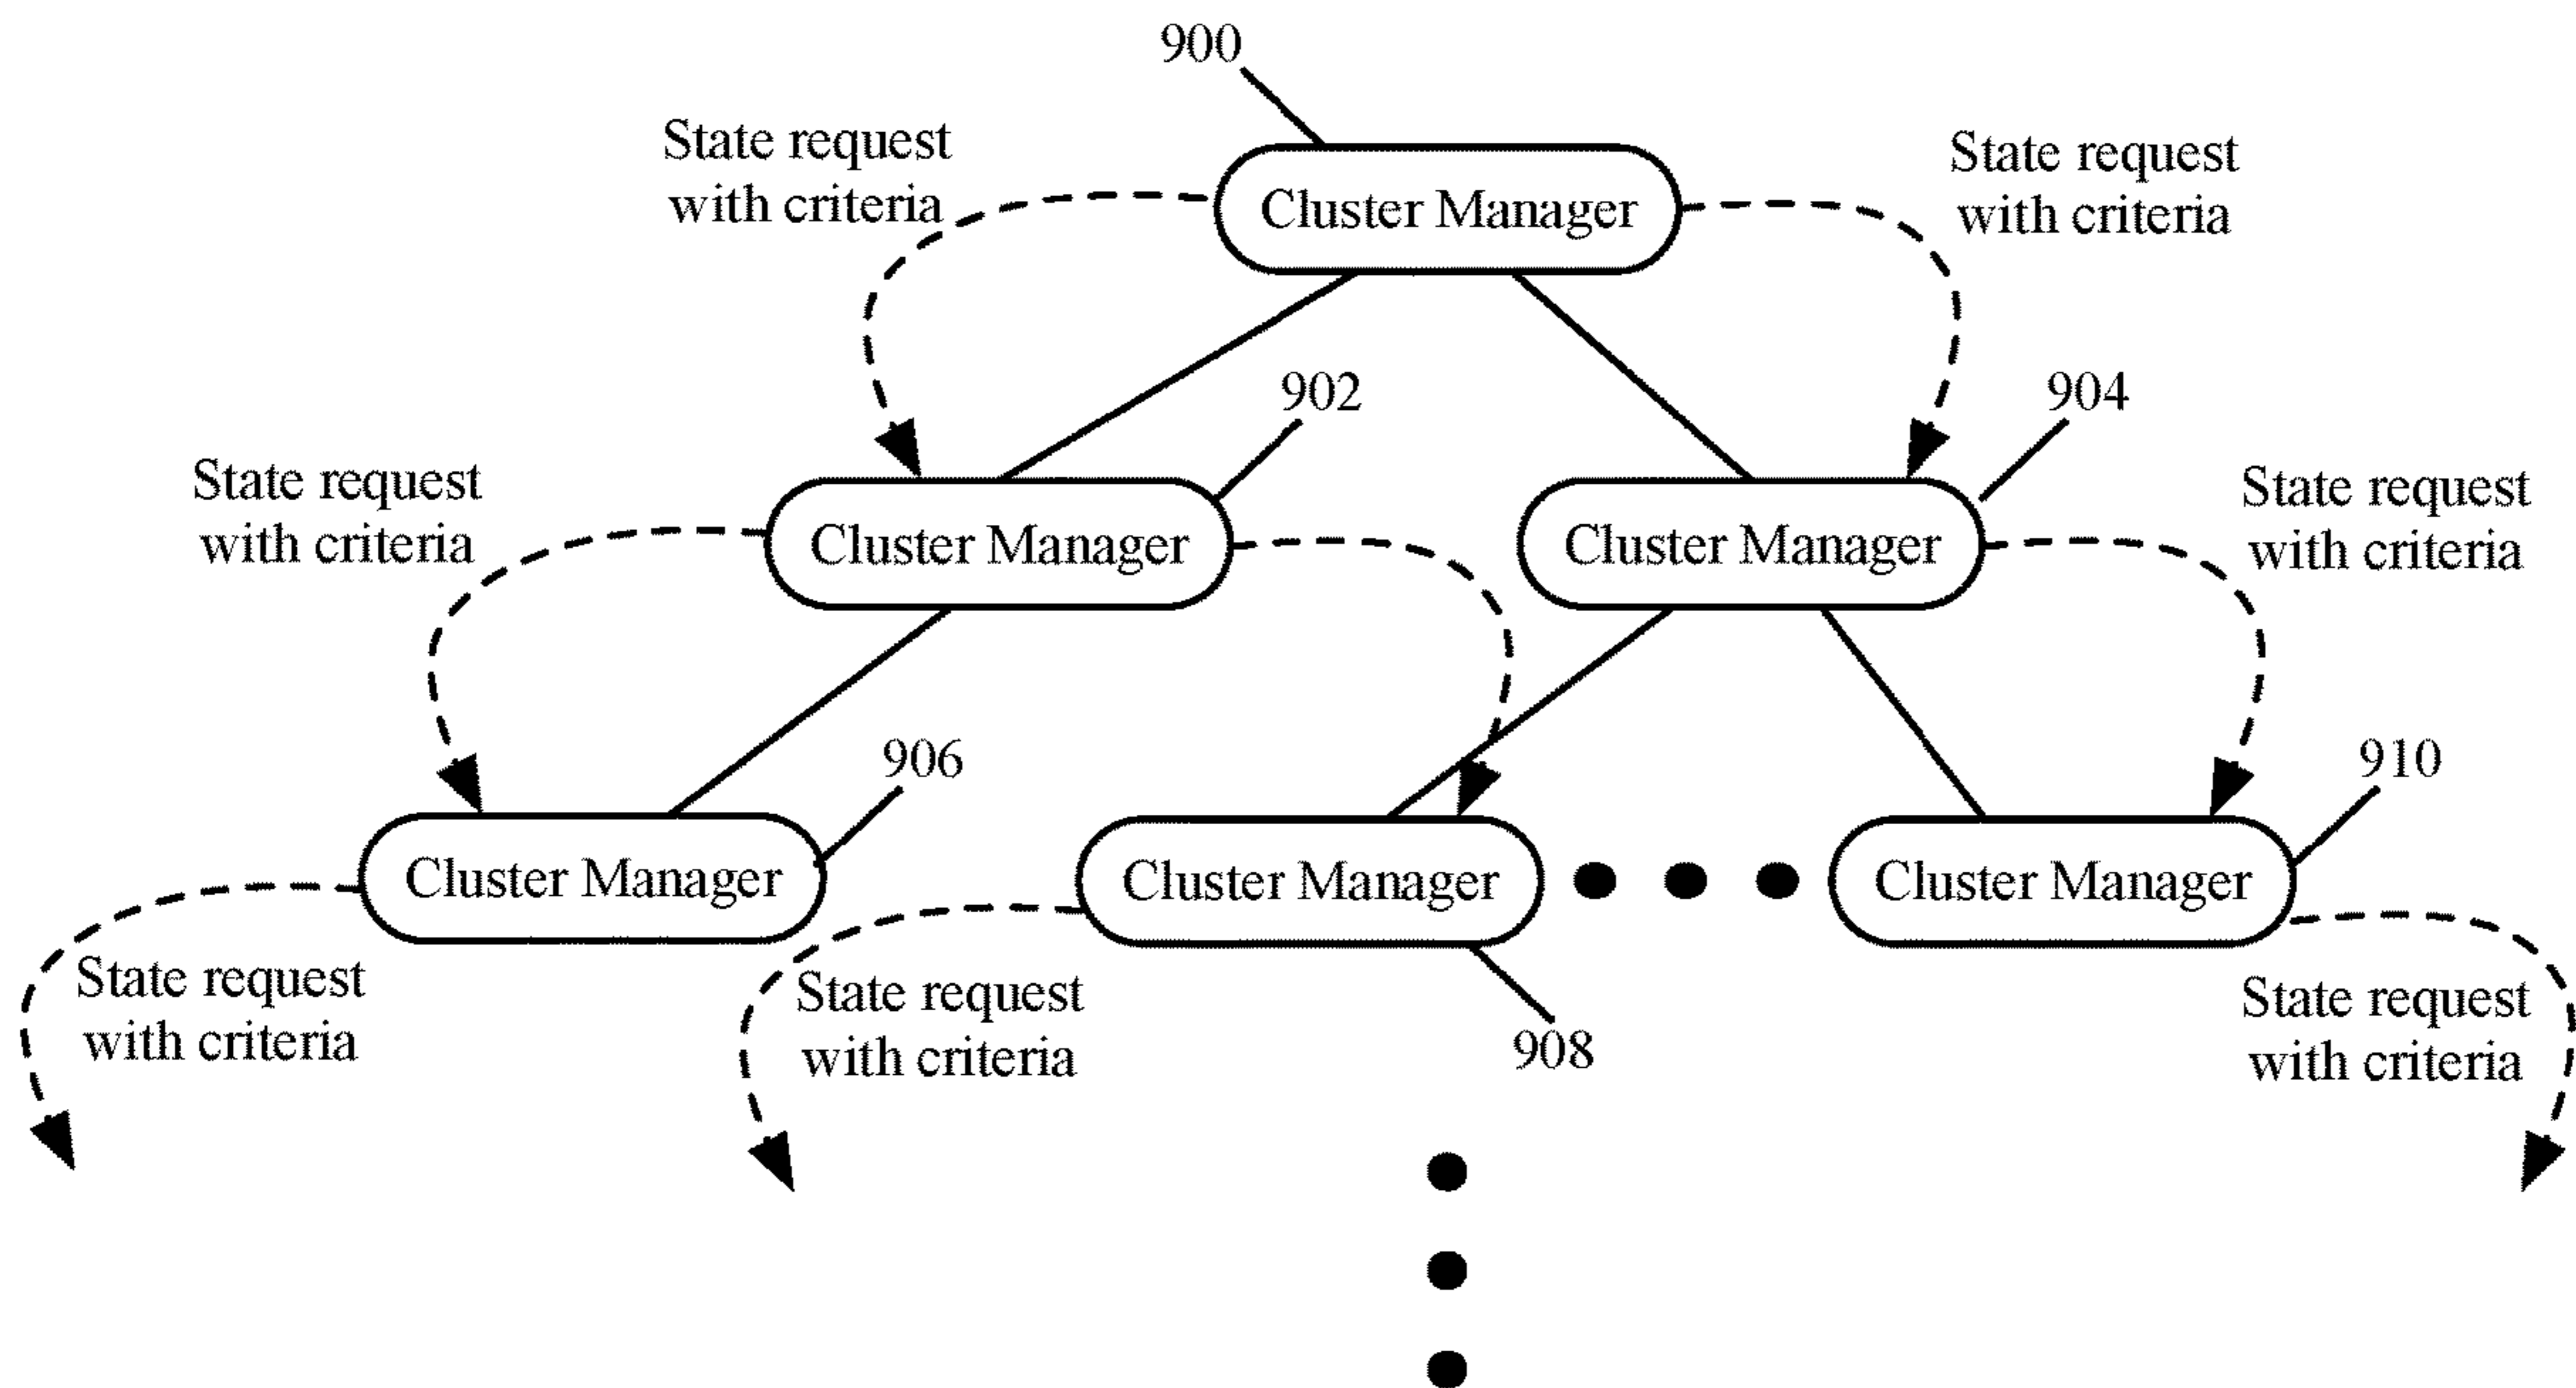 900
State request
with criteria
State request
with criteria
Cluster Manager
902
904
State request
with criteria
State request
with criteria
Cluster Manager
Cluster Manager
906
910
Cluster Manager
Cluster Manager
Cluster Manager
State request
with criteria
State request
with criteria
State request
with criteria
908